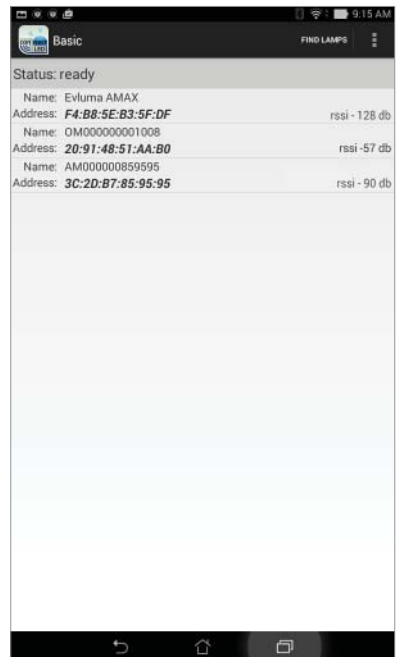 9:15 AM
Basic
FIND LAMPS
Status: ready
Name: Evluma AMAX
Address: F4:B8:5E:B3:5F:DF rssi - 128 db
Name: OM000000001008
Address: 20:91:48:51:AA:B0 rssi -57 db
Name: AM000000859595
Address: 3C:2D:B7:85:95:95 rssi - 90 db